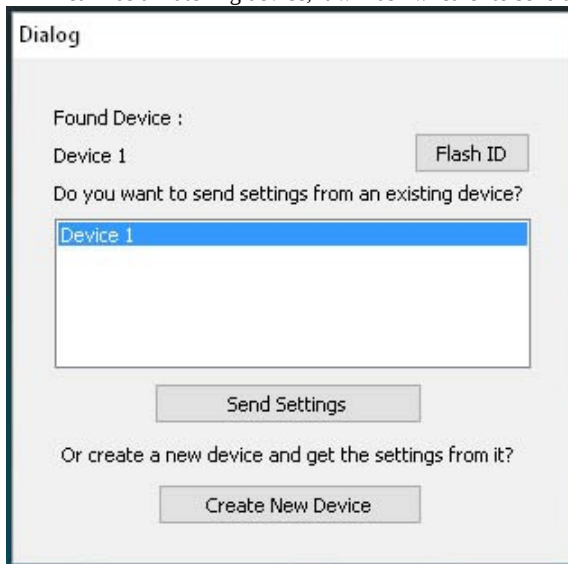 Dialog
Found Device :
Device 1
Flash ID
Do you want to send settings from an existing device?
Device 1
Send Settings
Or create a new device and get the settings from it?
Create New Device